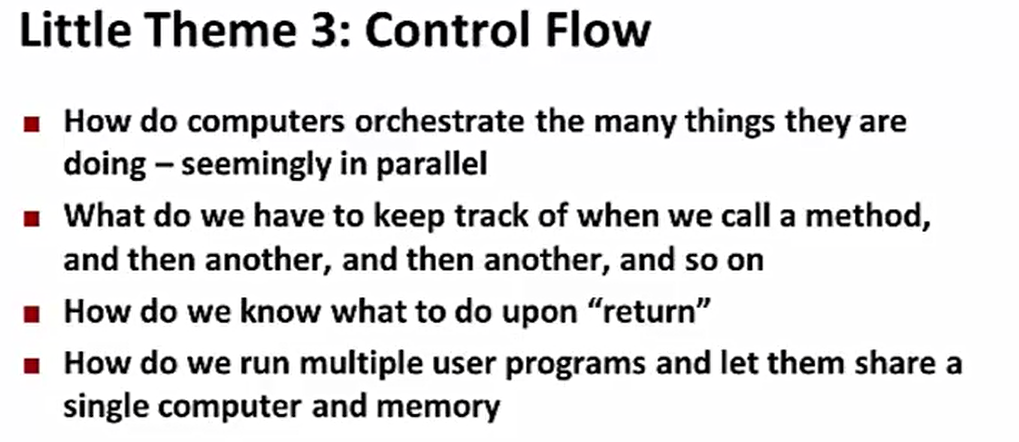 Little Theme 3: Control Flow
How do computers orchestrate the many things they are
doing – seemingly in parallel
What do we have to keep track of when we call a method,
and then another, and then another, and so on
How do we know what to do upon “return”
How do we run multiple user programs and let them share a
single computer and memory